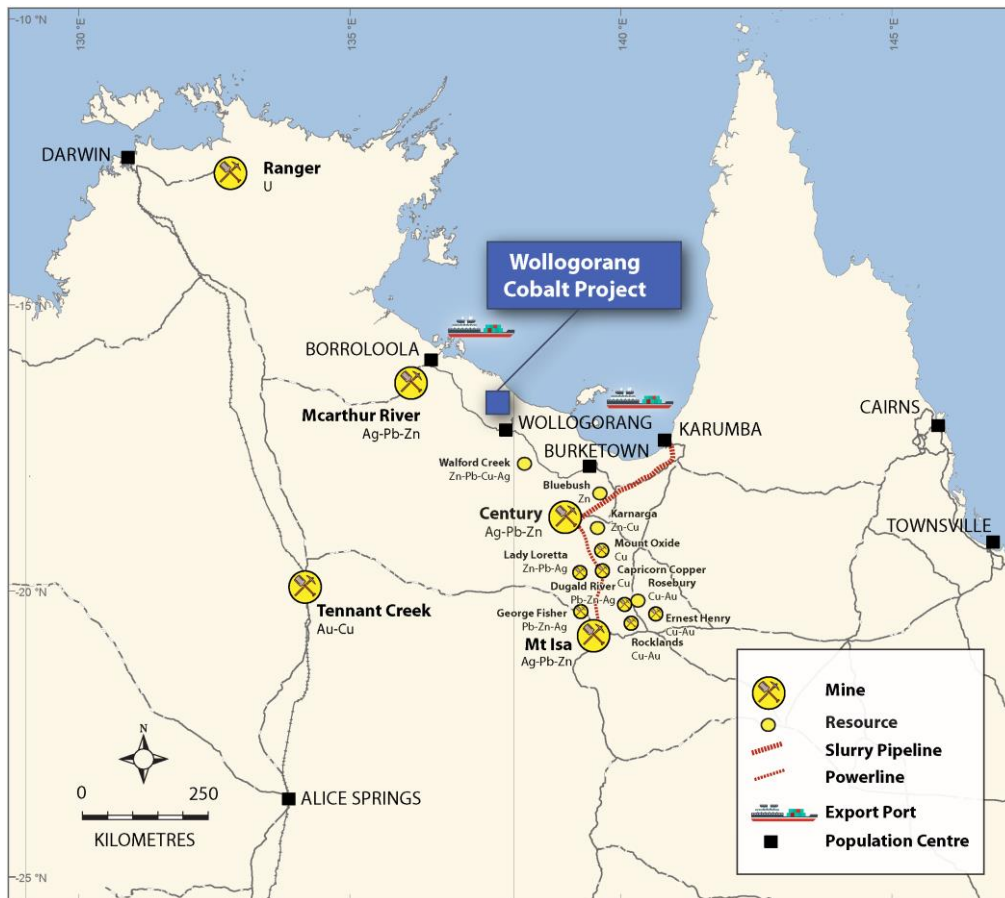 -10 °N
130 °E
135 °E
140 °E
145 °E
DARWIN
Ranger
U
Wollogorang
Cobalt Project
-15 °N
BORROLOOLA
Mcarthur River
Ag-Pb-Zn
WOLLOGORANG
KARUMBA
CAIRNS
BURKETOWN
Walford Creek
Zn-Pb-Cu-Ag
Bluebush
Zn
Century
Ag-Pb-Zn
Karnarga
Zn-Cu
TOWNSVILLE
Mount Oxide
Cu
Lady Loretta
Zn-Pb-Ag
Capricorn Copper
Cu
Dugald River
Pb-Zn-Ag
Rosebury
Cu-Au
-20 °N
Tennant Creek
Au-Cu
George Fisher
Pb-Zn-Ag
Ernest Henry
Cu-Au
Mt Isa
Ag-Pb-Zn
Rocklands
Cu-Au
N
0 250
KILOMETRES
ALICE SPRINGS
Mine
Resource
Slurry Pipeline
Powerline
Export Port
Population Centre
-25 °N